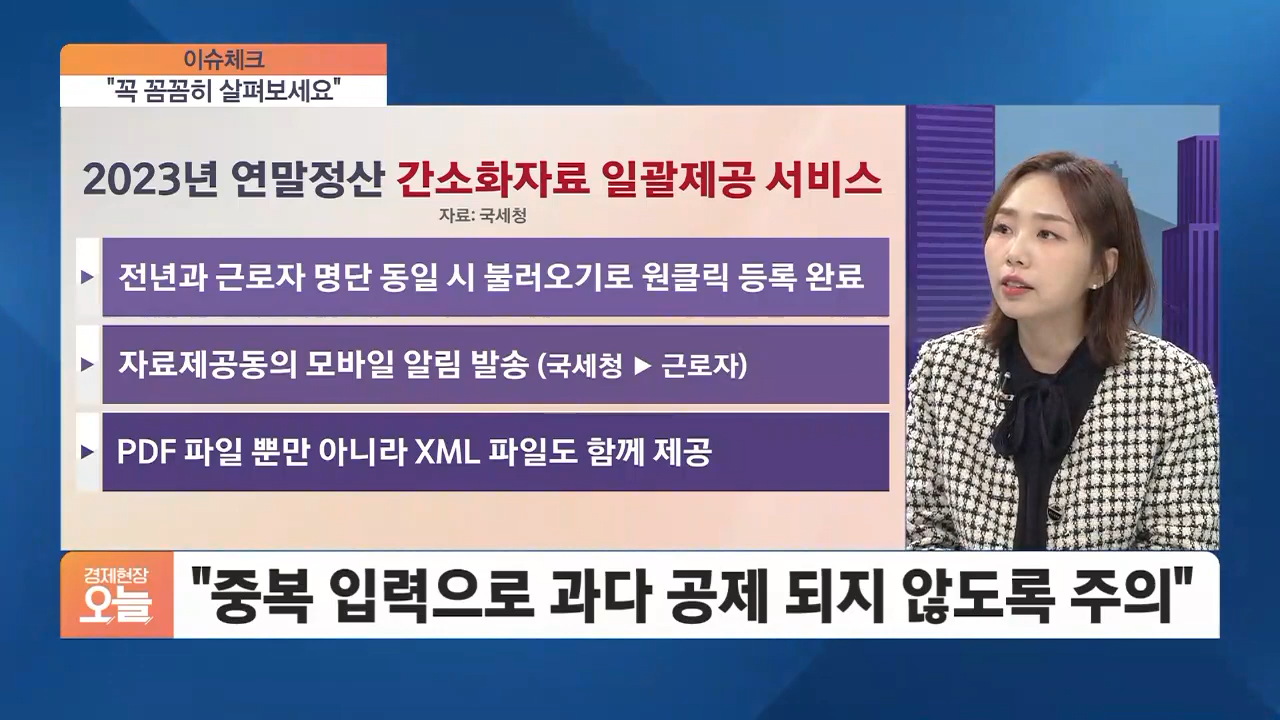 이슈체크
"꼭 꼼꼼히 살펴보세요"
2023년 연말정산 간소화자료 일괄제공 서비스
자료: 국세청
▶ 전년과 근로자 명단 동일 시 불러오기로 원클릭 등록 완료
▶ 자료제공동의 모바일 알림 발송 (국세청 ▶ 근로자)
▶ PDF 파일 뿐만 아니라 XML 파일도 함께 제공
경제현장
오늘
"중복 입력으로 과다 공제 되지 않도록 주의"